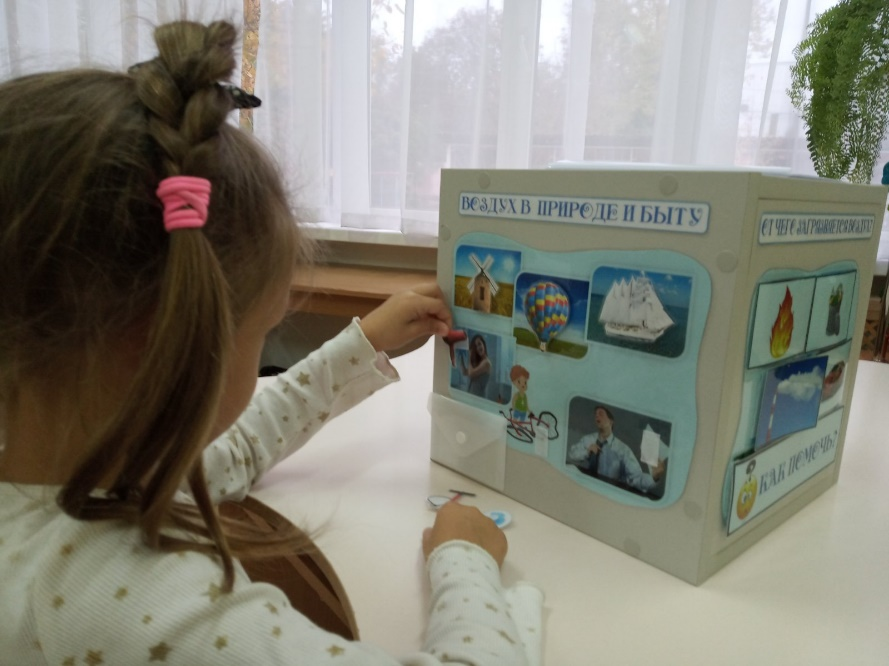 ВОЗДУХ В ПРИРОДЕ И БЫТУ
ОТ ЧЕГО ЗАГРЯЗНЯЕТСЯ ВОЗДУХ
КАК ПОМОЧЬ?